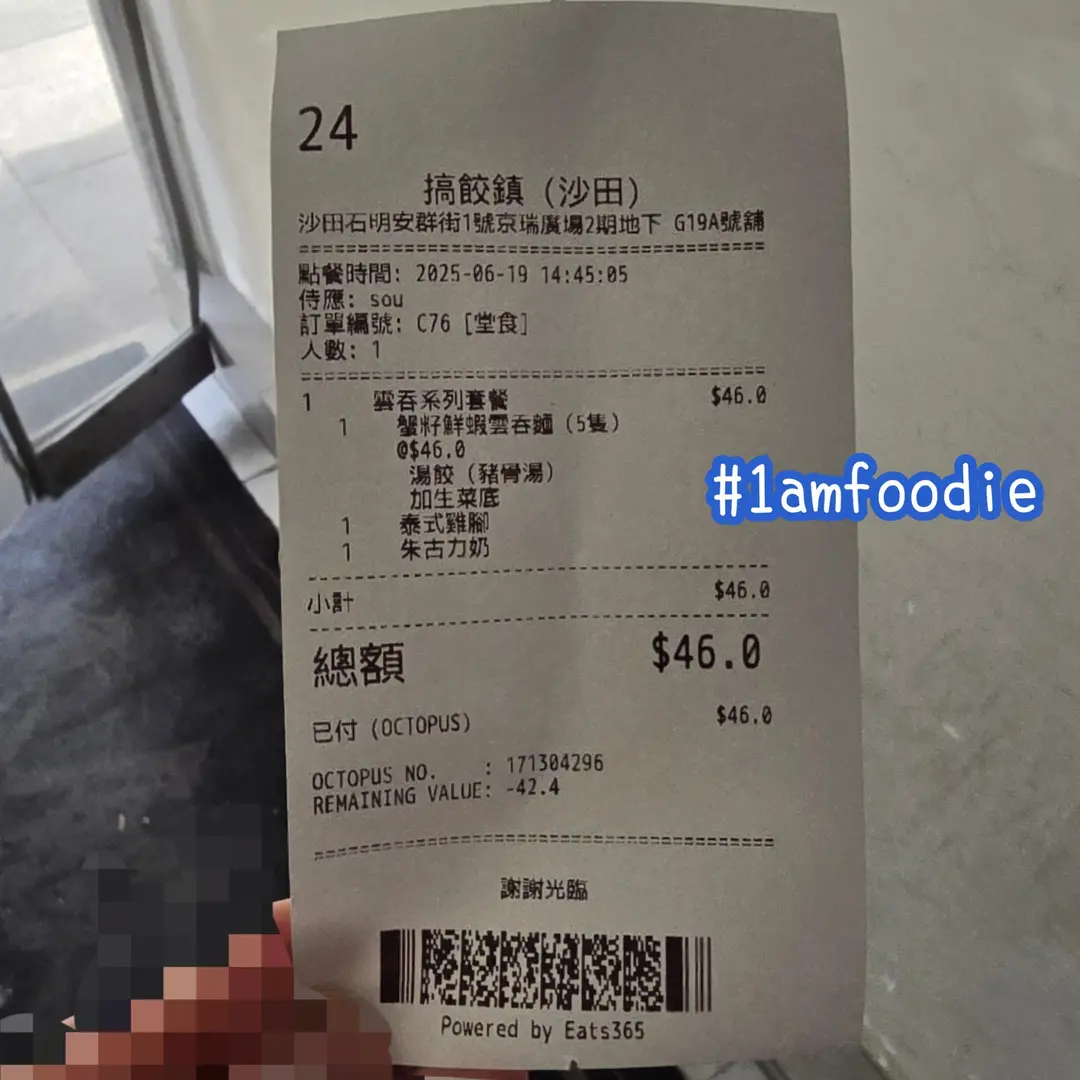 24
搞餃鎮 (沙田)
沙田石明安群街1號京瑞廣場2期地下 G19A號舖
點餐時間: 2025-06-19 14:45:05
侍應: sou
訂單編號: C76 [堂食]
人數: 1
1 雲吞系列套餐 $46.0
1 蟹籽鮮蝦雲吞麵 (5隻)
@$46.0
湯餃 (豬骨湯)
加生菜底
1 泰式雞腳
1 朱古力奶
#1amfoodie
小計 $46.0
總額 $46.0
已付 (OCTOPUS) $46.0
OCTOPUS NO. : 171304296
REMAINING VALUE: -42.4
謝謝光臨
Powered by Eats365